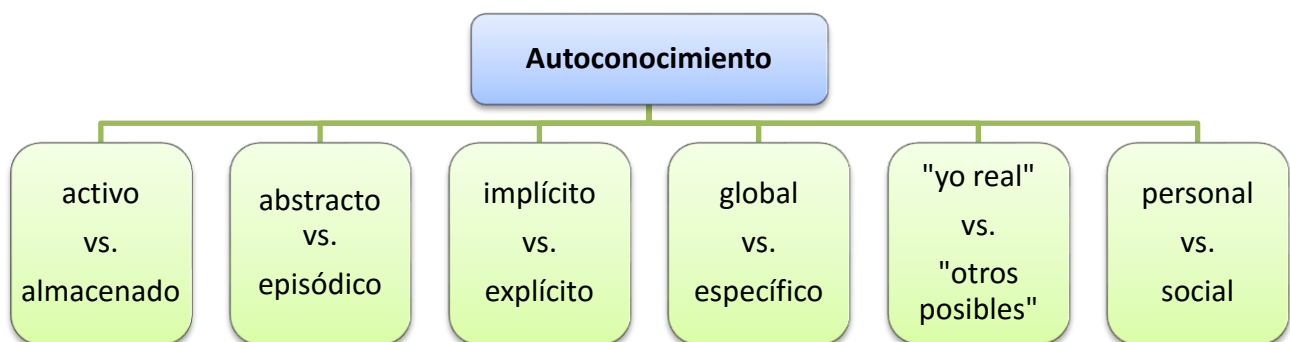 Autoconocimiento
activo
vs.
almacenado
abstracto
vs.
episódico
implícito
vs.
explícito
global
vs.
específico
"yo real"
vs.
"otros
posibles"
personal
vs.
social